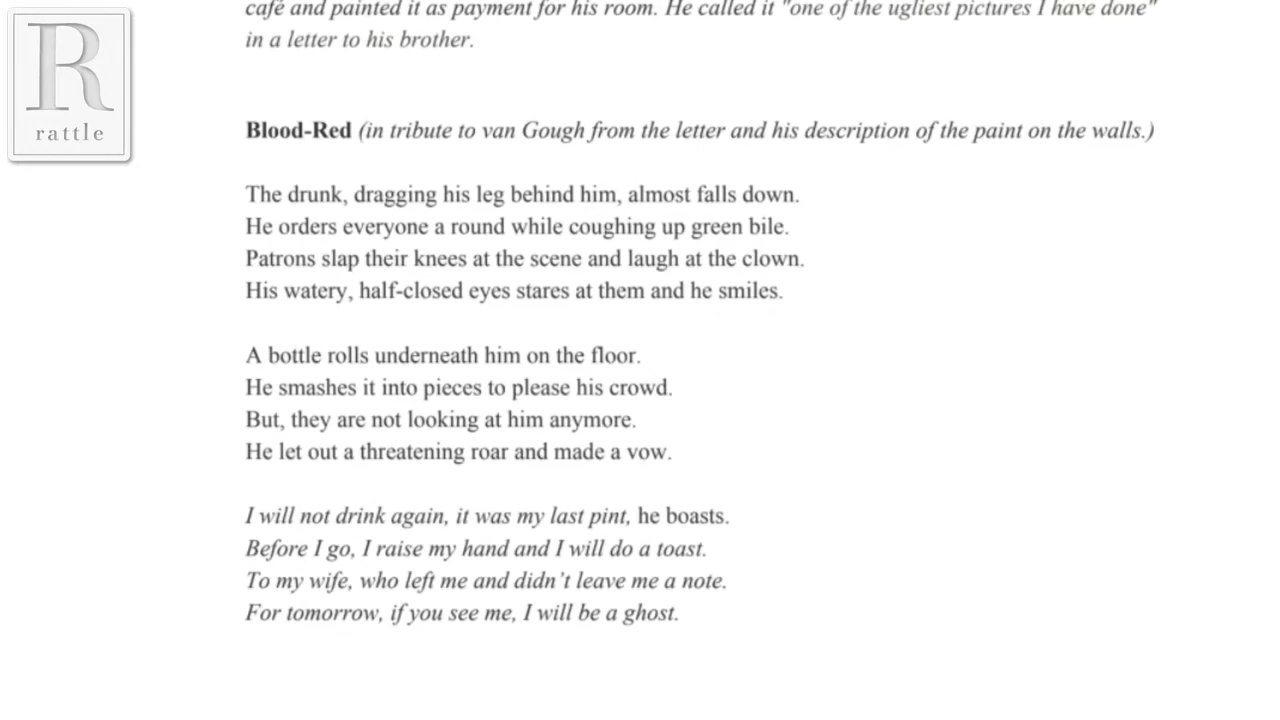 café and painted it as payment for his room. He called it "one of the ugliest pictures I have done"
in a letter to his brother.
R
rattle
Blood-Red (in tribute to van Gough from the letter and his description of the paint on the walls.)
The drunk, dragging his leg behind him, almost falls down.
He orders everyone a round while coughing up green bile.
Patrons slap their knees at the scene and laugh at the clown.
His watery, half-closed eyes stares at them and he smiles.
A bottle rolls underneath him on the floor.
He smashes it into pieces to please his crowd.
But, they are not looking at him anymore.
He let out a threatening roar and made a vow.
I will not drink again, it was my last pint, he boasts.
Before I go, I raise my hand and I will do a toast.
To my wife, who left me and didn’t leave me a note.
For tomorrow, if you see me, I will be a ghost.